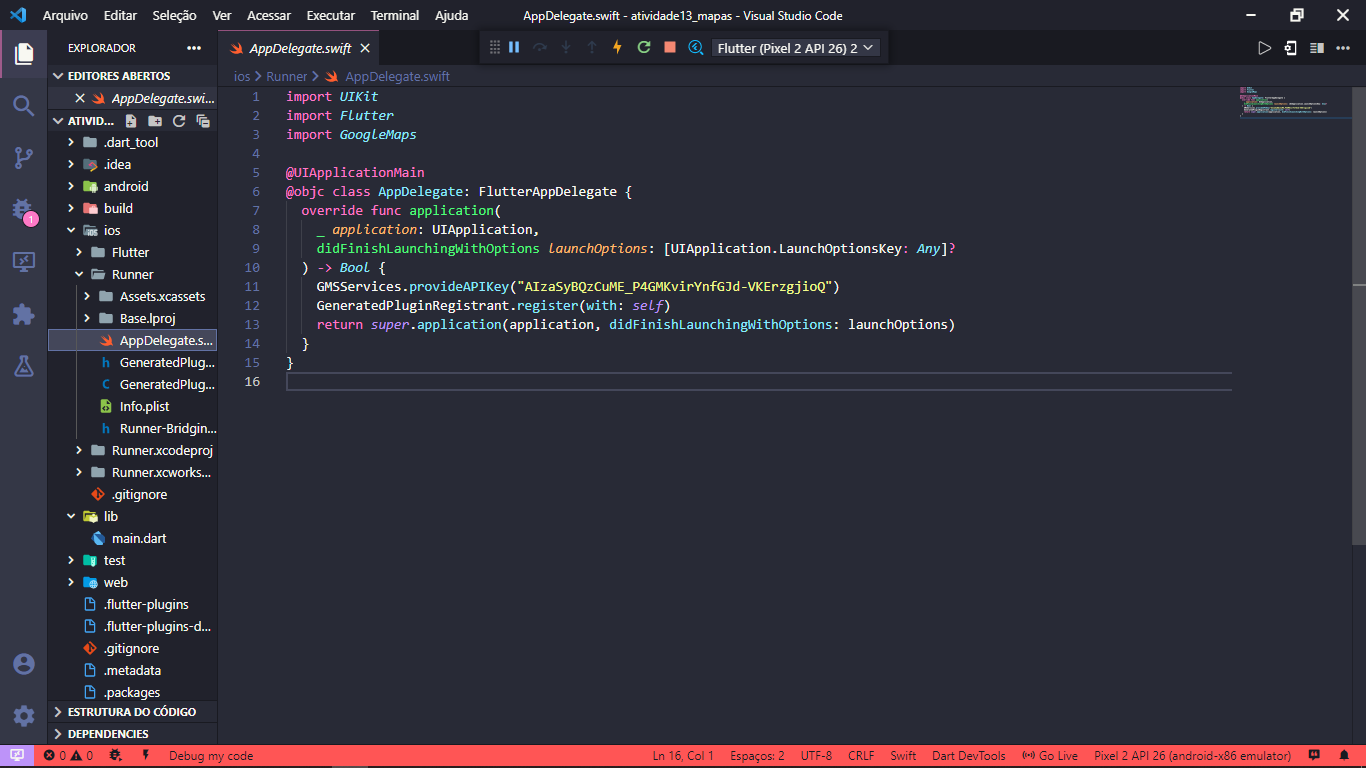 Arquivo Editar Seleção Ver Acessar Executar Terminal Ajuda AppDelegate.swift - atividade13_mapas - Visual Studio Code
EXPLORADOR
AppDelegate.swift
Flutter (Pixel 2 API 26) 2
EDITORES ABERTOS
AppDelegate.swi...
ATIVID...
.dart_tool
.idea
android
build
ios
Flutter
Runner
Assets.xcassets
Base.lproj
AppDelegate.s...
GeneratedPlug...
GeneratedPlug...
Info.plist
Runner-Bridgin...
Runner.xcodeproj
Runner.xcworks...
.gitignore
lib
main.dart
test
web
.flutter-plugins
.flutter-plugins-d...
.gitignore
.metadata
.packages
ESTRUTURA DO CÓDIGO
DEPENDENCIES
1
ios > Runner > AppDelegate.swift
1 import UIKit
2 import Flutter
3 import GoogleMaps
4
5 @UIApplicationMain
6 @objc class AppDelegate: FlutterAppDelegate {
7 override func application(
8 _ application: UIApplication,
9 didFinishLaunchingWithOptions launchOptions: [UIApplication.LaunchOptionsKey: Any]?
10 ) -> Bool {
11 GMSServices.provideAPIKey("AIzaSyBQzCuME_P4GMKvirYnfGJd-VKErzgjioQ")
12 GeneratedPluginRegistrant.register(with: self)
13 return super.application(application, didFinishLaunchingWithOptions: launchOptions)
14 }
15 }
16
0 0 Debug my code Ln 16, Col 1 Espaços: 2 UTF-8 CRLF Swift Dart DevTools Go Live Pixel 2 API 26 (android-x86 emulator)